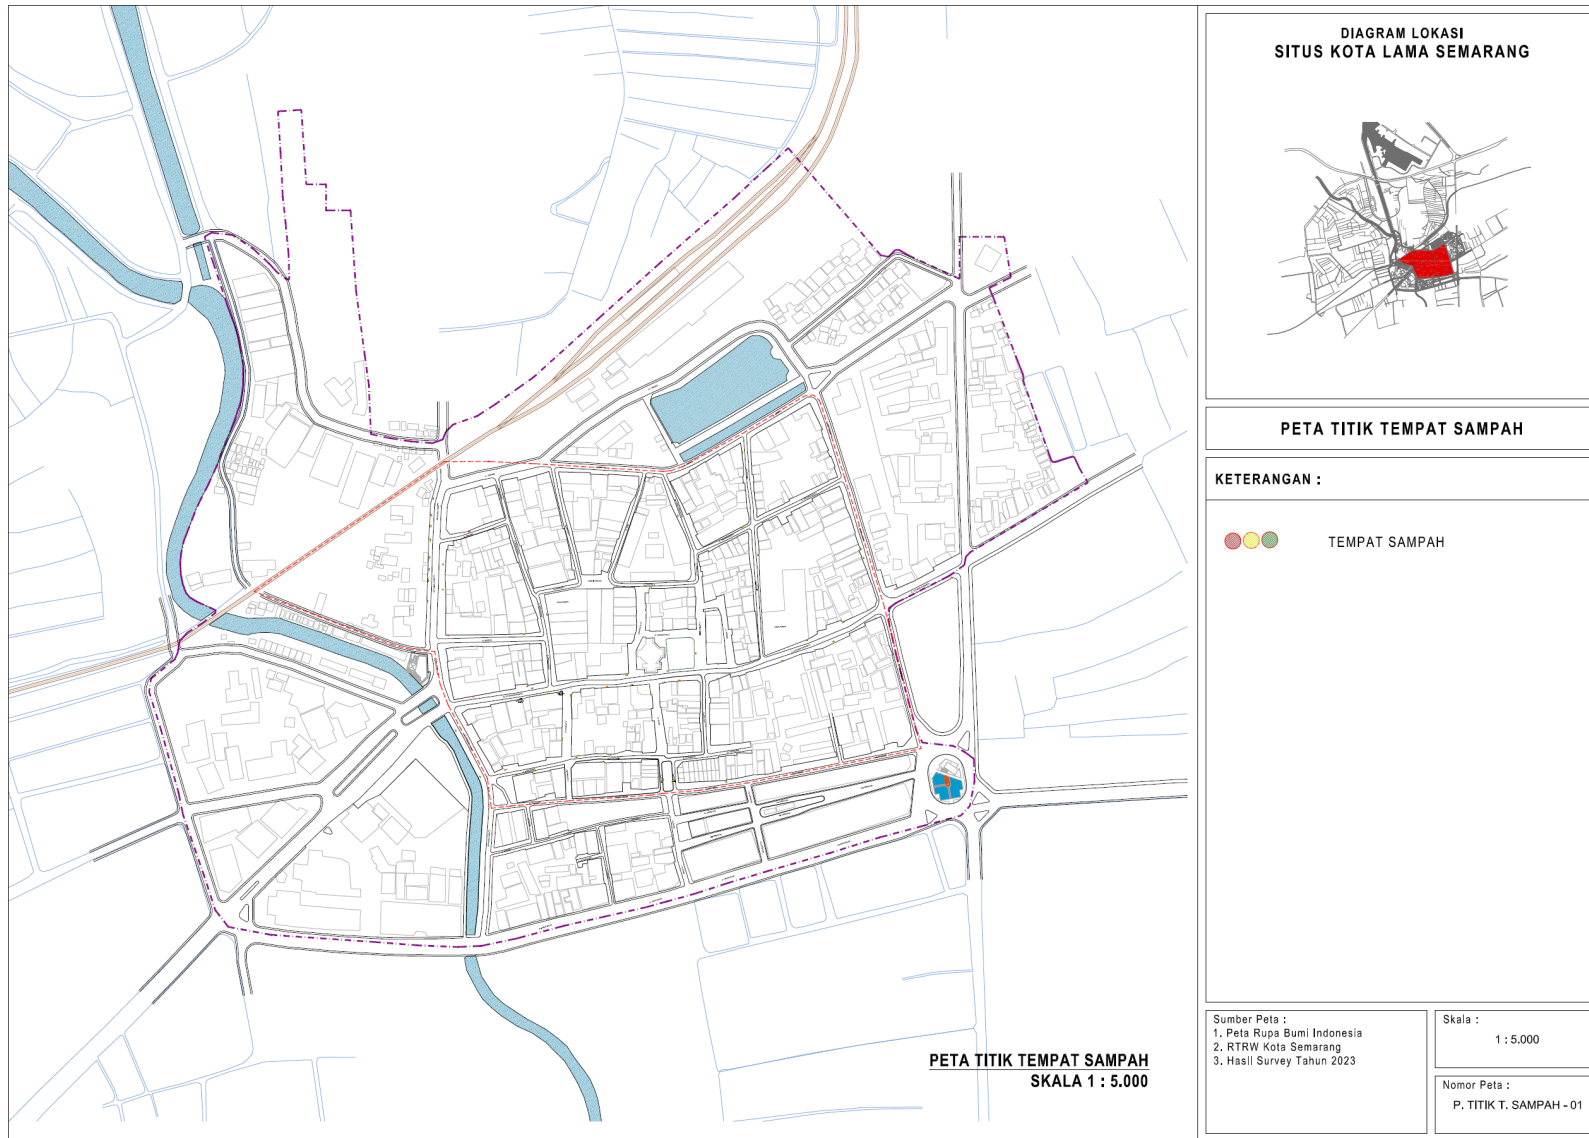 DIAGRAM LOKASI
SITUS KOTA LAMA SEMARANG
PETA TITIK TEMPAT SAMPAH
KETERANGAN :
TEMPAT SAMPAH
PETA TITIK TEMPAT SAMPAH
SKALA 1 : 5.000
Sumber Peta :
1. Peta Rupa Bumi Indonesia
2. RTRW Kota Semarang
3. Hasil Survey Tahun 2023
Skala :
1 : 5.000
Nomor Peta :
P. TITIK T. SAMPAH - 01